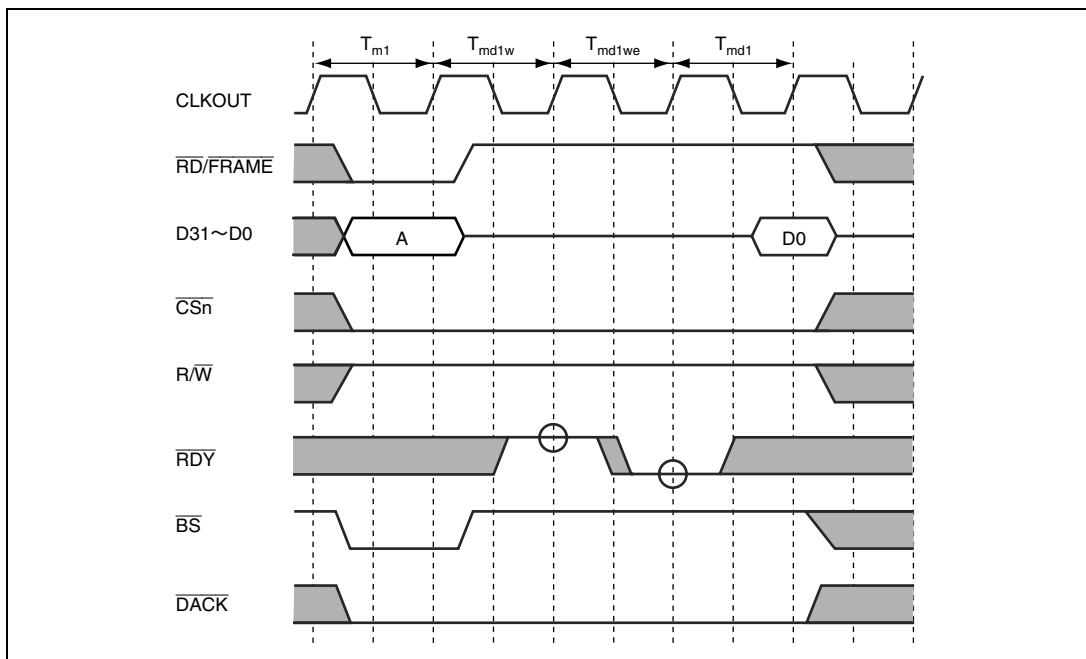 Tm1 Tmd1w Tmd1we Tmd1
CLKOUT
RD/FRAME
D31～D0 A D0
CSn
R/W
RDY
BS
DACK